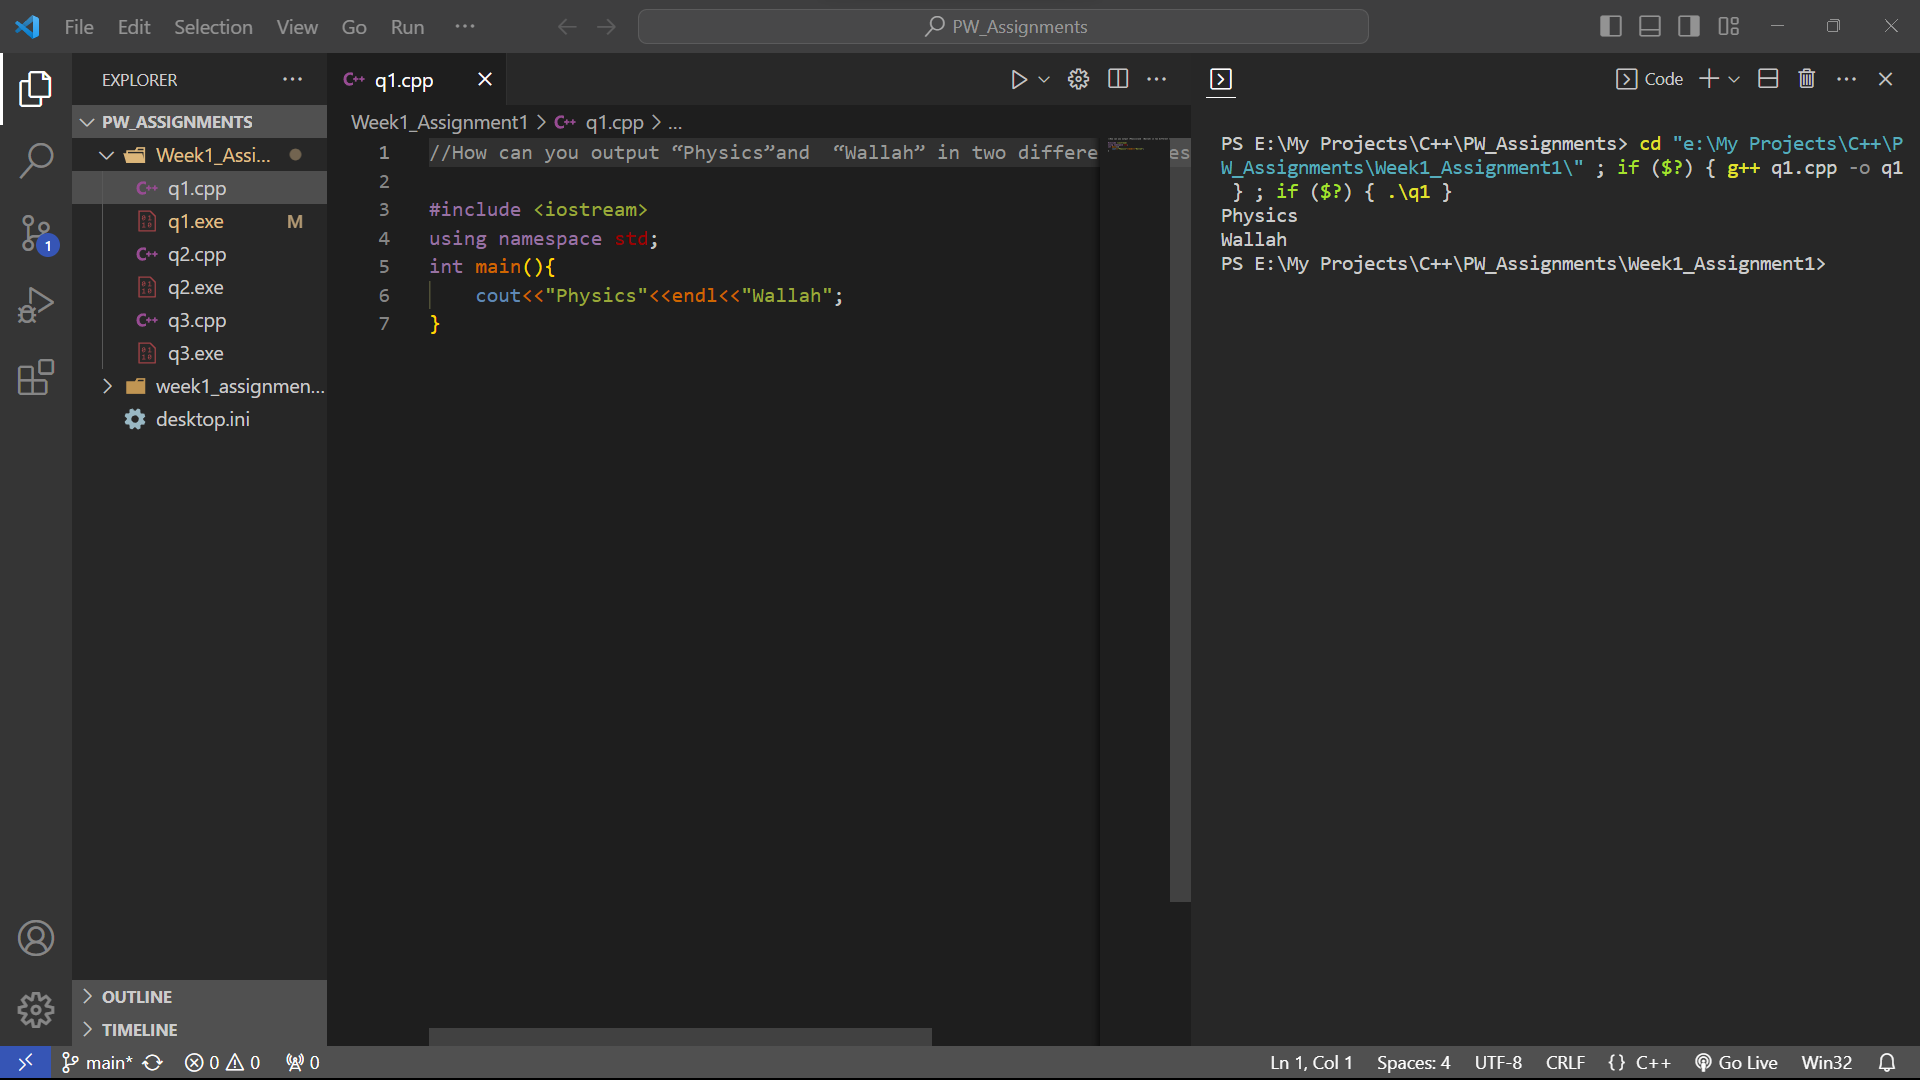 File Edit Selection View Go Run ··· PW_Assignments
EXPLORER ···
PW_ASSIGNMENTS
Week1_Assi...
C++ q1.cpp
q1.exe M
C++ q2.cpp
q2.exe
C++ q3.cpp
q3.exe
week1_assignmen...
desktop.ini
OUTLINE
TIMELINE
C++ q1.cpp
Week1_Assignment1 > C++ q1.cpp > ...
1 //How can you output “Physics”and  “Wallah” in two differe es
2
3 #include <iostream>
4 using namespace std;
5 int main(){
6     cout<<"Physics"<<endl<<"Wallah";
7 }
Code
PS E:\My Projects\C++\PW_Assignments> cd "e:\My Projects\C++\P
W_Assignments\Week1_Assignment1\" ; if ($?) { g++ q1.cpp -o q1
 } ; if ($?) { .\q1 }
Physics
Wallah
PS E:\My Projects\C++\PW_Assignments\Week1_Assignment1>
1
main* 0 0 0 Ln 1, Col 1 Spaces: 4 UTF-8 CRLF {} C++ Go Live Win32